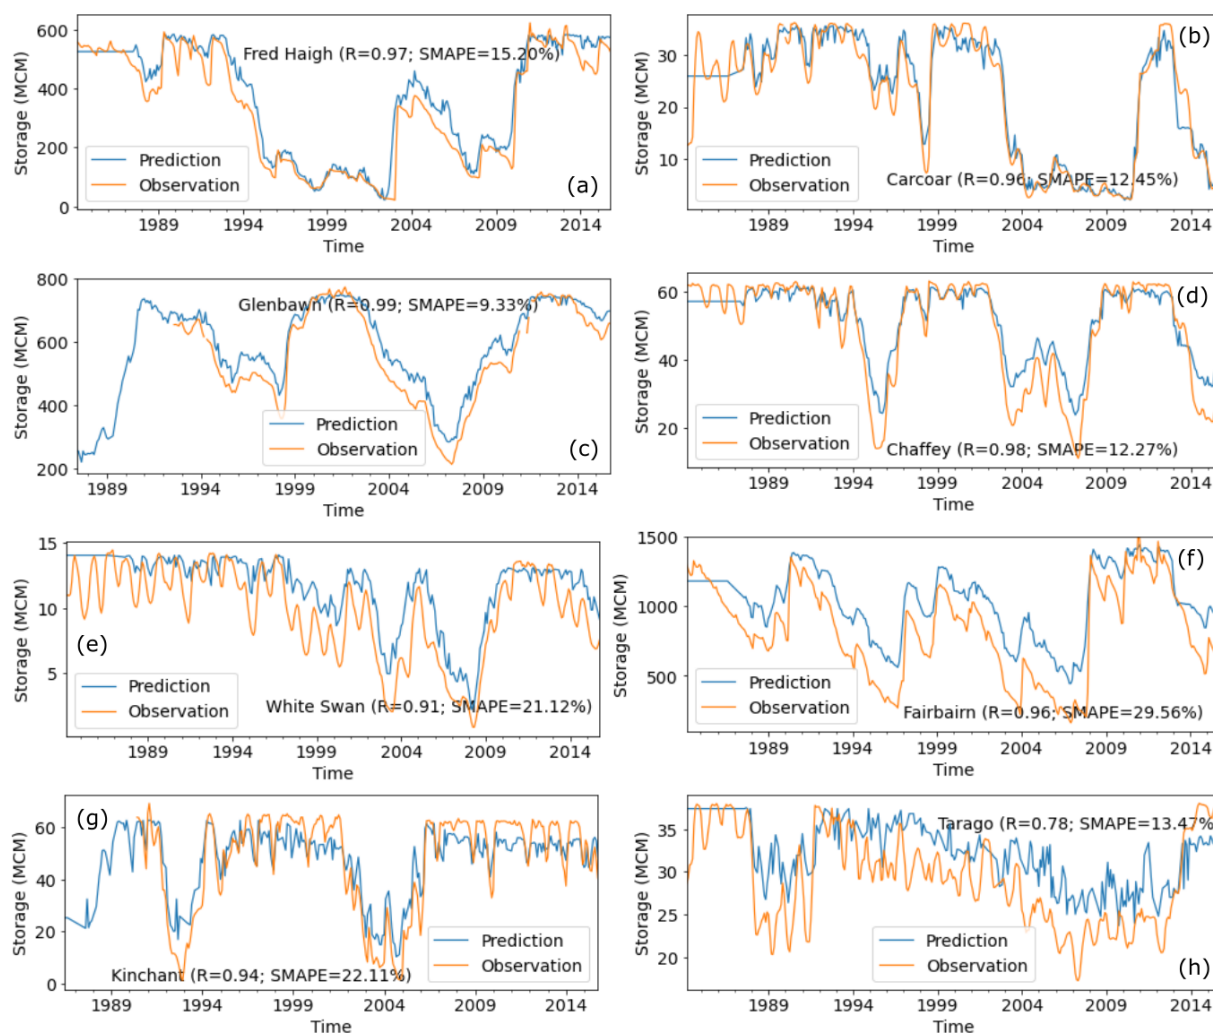 600
400
200
0
Storage (MCM)
Fred Haigh (R=0.97; SMAPE=15.20%)
Prediction
Observation
(a)
1989 1994 1999 2004 2009 2014
Time
30
20
10
Storage (MCM)
(b)
Prediction
Observation
Carcoar (R=0.96; SMAPE=12.45%)
1989 1994 1999 2004 2009 2014
Time
800
600
400
200
Storage (MCM)
Glenbawn (R=0.99; SMAPE=9.33%)
Prediction
Observation
(c)
1989 1994 1999 2004 2009 2014
Time
60
40
20
Storage (MCM)
(d)
Prediction
Observation
Chaffey (R=0.98; SMAPE=12.27%)
1989 1994 1999 2004 2009 2014
Time
15
10
5
Storage (MCM)
(e)
Prediction
Observation
White Swan (R=0.91; SMAPE=21.12%)
1989 1994 1999 2004 2009 2014
Time
1500
1000
500
Storage (MCM)
(f)
Prediction
Observation
Fairbairn (R=0.96; SMAPE=29.56%)
1989 1994 1999 2004 2009 2014
Time
60
40
20
0
Storage (MCM)
(g)
Prediction
Observation
Kinchant (R=0.94; SMAPE=22.11%)
1989 1994 1999 2004 2009 2014
Time
35
30
25
20
Storage (MCM)
Tarago (R=0.78; SMAPE=13.47%
Prediction
Observation
(h)
1989 1994 1999 2004 2009 2014
Time